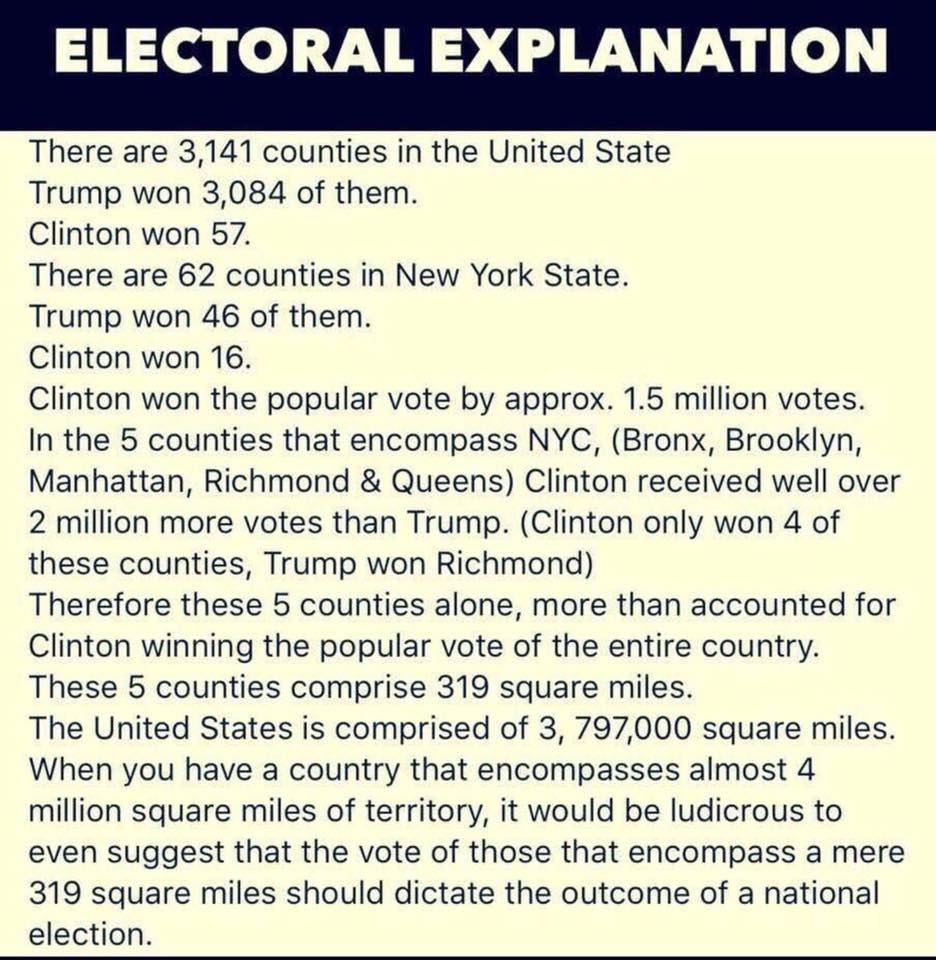 ELECTORAL EXPLANATION
There are 3,141 counties in the United State
Trump won 3,084 of them.
Clinton won 57.
There are 62 counties in New York State.
Trump won 46 of them.
Clinton won 16.
Clinton won the popular vote by approx. 1.5 million votes.
In the 5 counties that encompass NYC, (Bronx, Brooklyn,
Manhattan, Richmond & Queens) Clinton received well over
2 million more votes than Trump. (Clinton only won 4 of
these counties, Trump won Richmond)
Therefore these 5 counties alone, more than accounted for
Clinton winning the popular vote of the entire country.
These 5 counties comprise 319 square miles.
The United States is comprised of 3, 797,000 square miles.
When you have a country that encompasses almost 4
million square miles of territory, it would be ludicrous to
even suggest that the vote of those that encompass a mere
319 square miles should dictate the outcome of a national
election.